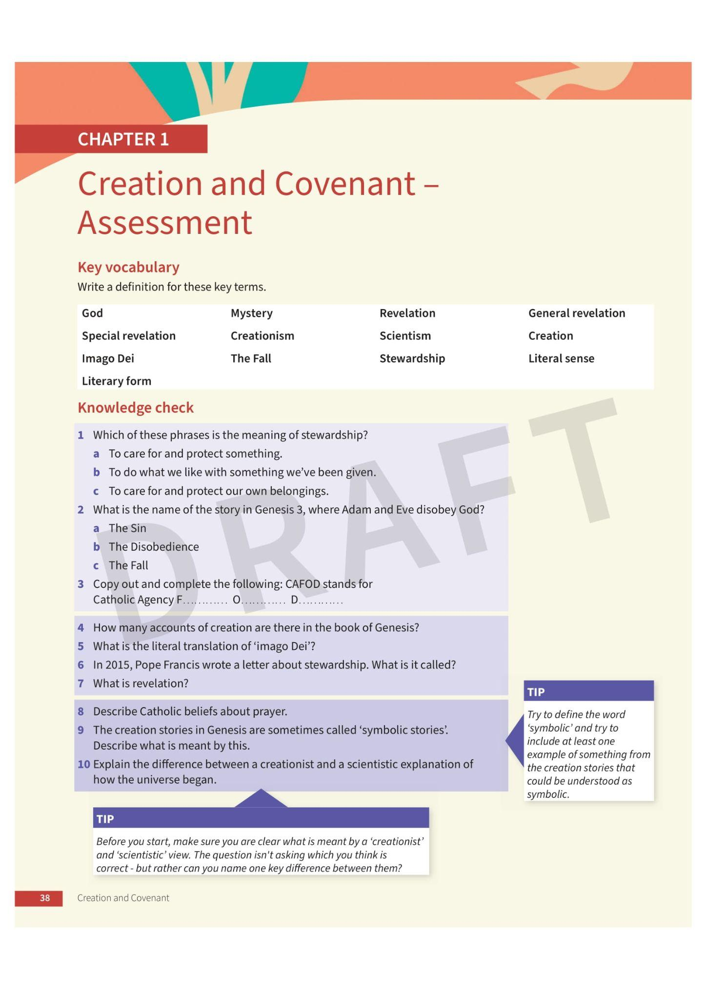 CHAPTER 1
Creation and Covenant –
Assessment
Key vocabulary
Write a definition for these key terms.
God Mystery Revelation General revelation
Special revelation Creationism Scientism Creation
Imago Dei The Fall Stewardship Literal sense
Literary form
Knowledge check
1 Which of these phrases is the meaning of stewardship?
a To care for and protect something.
b To do what we like with something we’ve been given.
c To care for and protect our own belongings.
2 What is the name of the story in Genesis 3, where Adam and Eve disobey God?
a The Sin
b The Disobedience
c The Fall
3 Copy out and complete the following: CAFOD stands for
Catholic Agency F………… O………… D…………
4 How many accounts of creation are there in the book of Genesis?
5 What is the literal translation of ‘imago Dei’?
6 In 2015, Pope Francis wrote a letter about stewardship. What is it called?
7 What is revelation?
8 Describe Catholic beliefs about prayer.
9 The creation stories in Genesis are sometimes called ‘symbolic stories’.
Describe what is meant by this.
10 Explain the difference between a creationist and a scientistic explanation of
how the universe began.
TIP
Try to define the word
‘symbolic’ and try to
include at least one
example of something from
the creation stories that
could be understood as
symbolic.
TIP
Before you start, make sure you are clear what is meant by a ‘creationist’
and ‘scientistic’ view. The question isn't asking which you think is
correct - but rather can you name one key difference between them?
38 Creation and Covenant
DRAFT